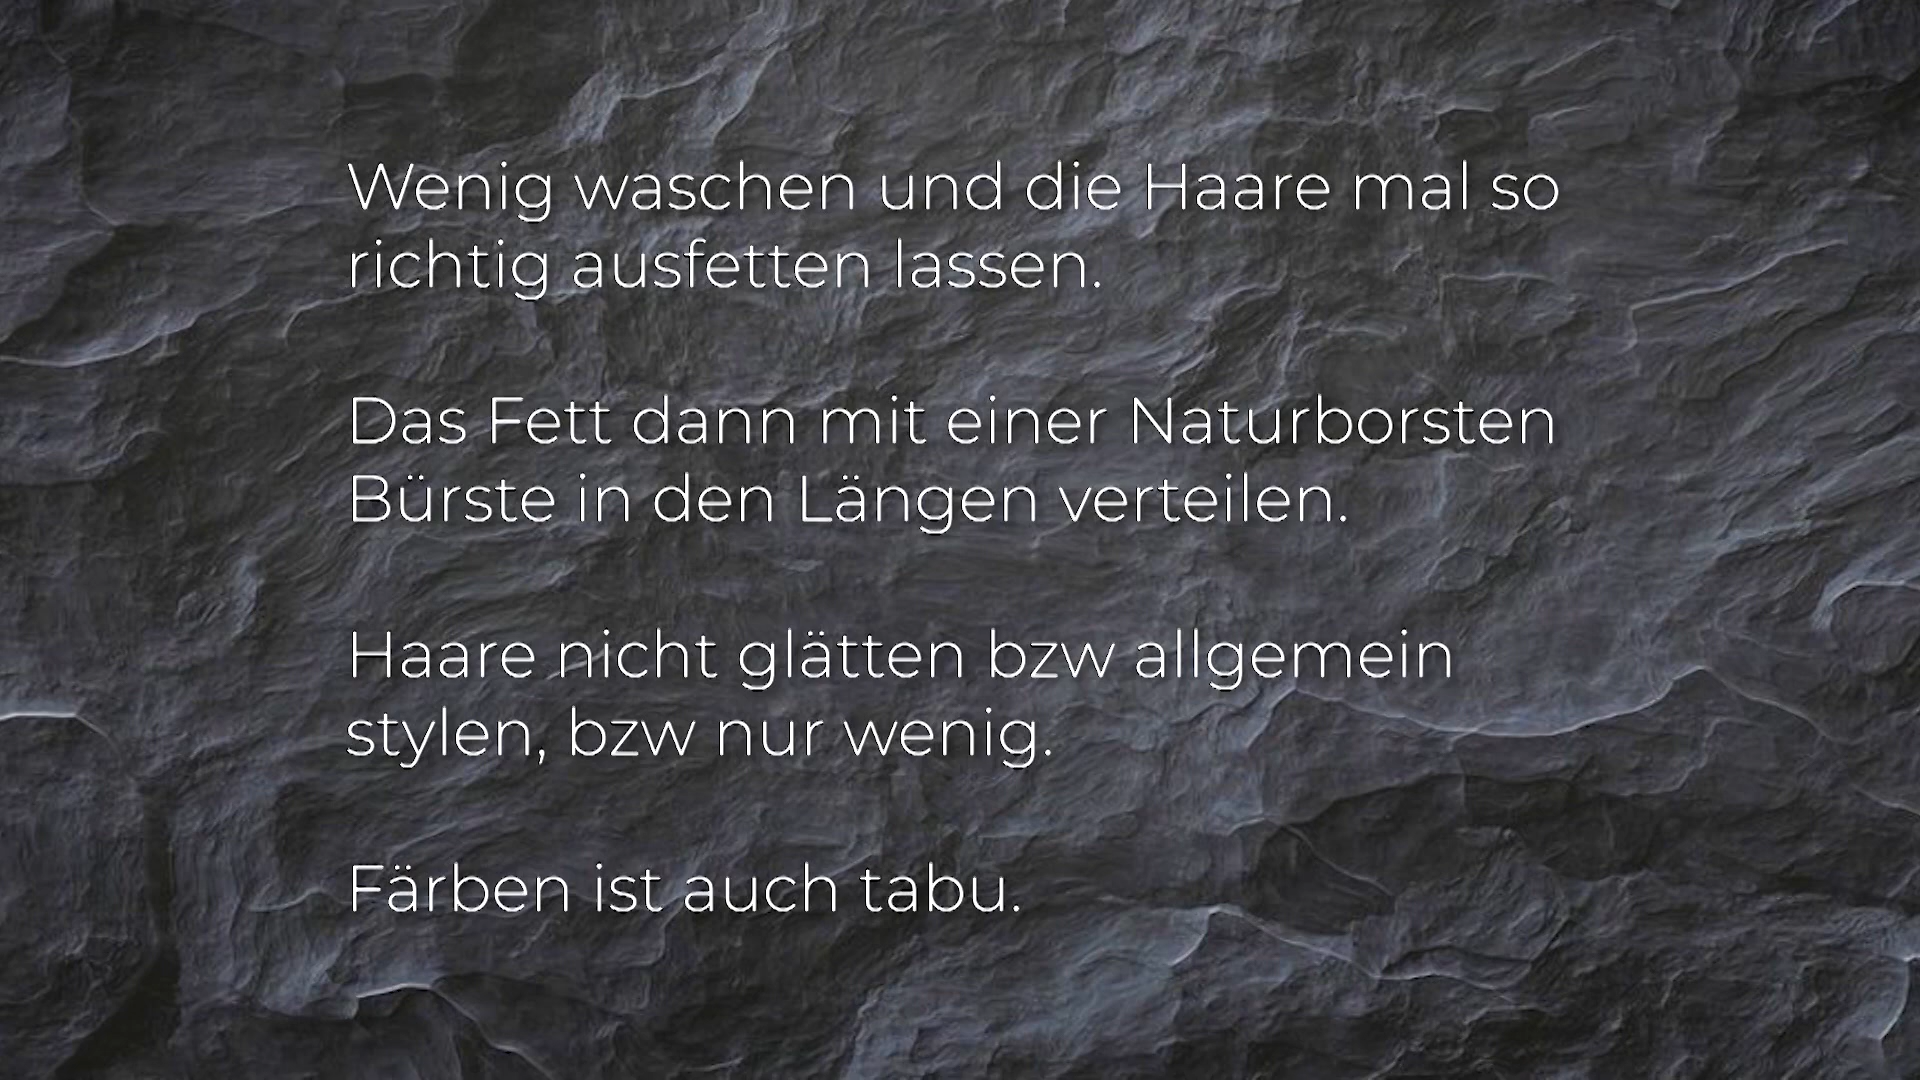 Wenig waschen und die Haare mal so
richtig ausfetten lassen.
Das Fett dann mit einer Naturborsten
Bürste in den Längen verteilen.
Haare nicht glätten bzw allgemein
stylen, bzw nur wenig.
Färben ist auch tabu.